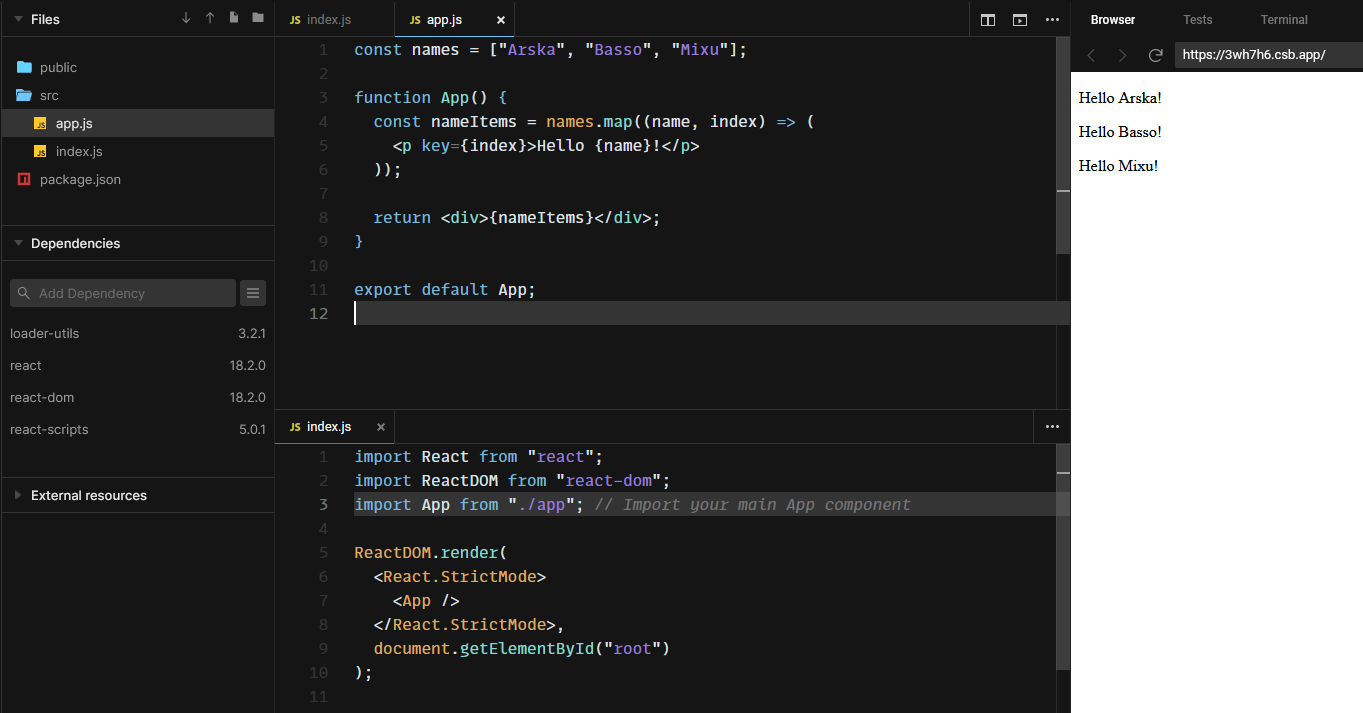 Files
public
src
app.js
index.js
package.json
Dependencies
Add Dependency
loader-utils 3.2.1
react 18.2.0
react-dom 18.2.0
react-scripts 5.0.1
External resources
JS index.js JS app.js ×
1 const names = ["Arska", "Basso", "Mixu"];
2
3 function App() {
4   const nameItems = names.map((name, index) => (
5     <p key={index}>Hello {name}!</p>
6   ));
7
8   return <div>{nameItems}</div>;
9 }
10
11 export default App;
12
JS index.js ×
1 import React from "react";
2 import ReactDOM from "react-dom";
3 import App from "./app"; // Import your main App component
4
5 ReactDOM.render(
6   <React.StrictMode>
7     <App />
8   </React.StrictMode>,
9   document.getElementById("root")
10 );
11
Browser Tests Terminal
https://3wh7h6.csb.app/
Hello Arska!
Hello Basso!
Hello Mixu!